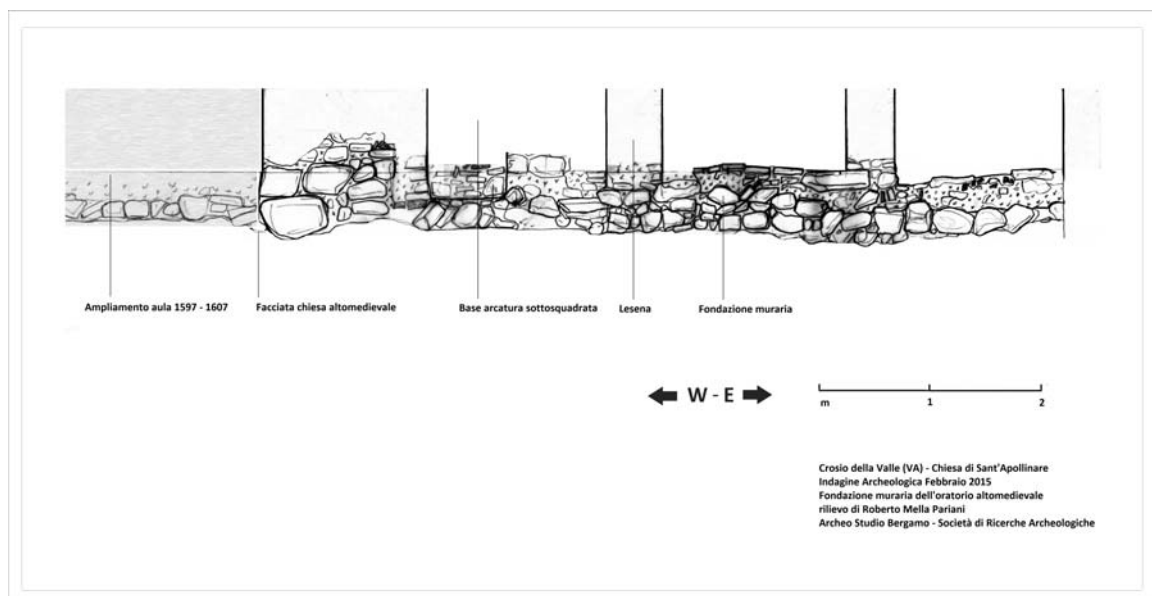 Ampliamento aula 1597 - 1607
Facciata chiesa altomedievale
Base arcatura sottosquadrata
Lesena
Fondazione muraria
W - E
m 1 2
Crosio della Valle (VA) - Chiesa di Sant'Apollinare
Indagine Archeologica Febbraio 2015
Fondazione muraria dell'oratorio altomedievale
rilievo di Roberto Mella Pariani
Archeo Studio Bergamo - Società di Ricerche Archeologiche